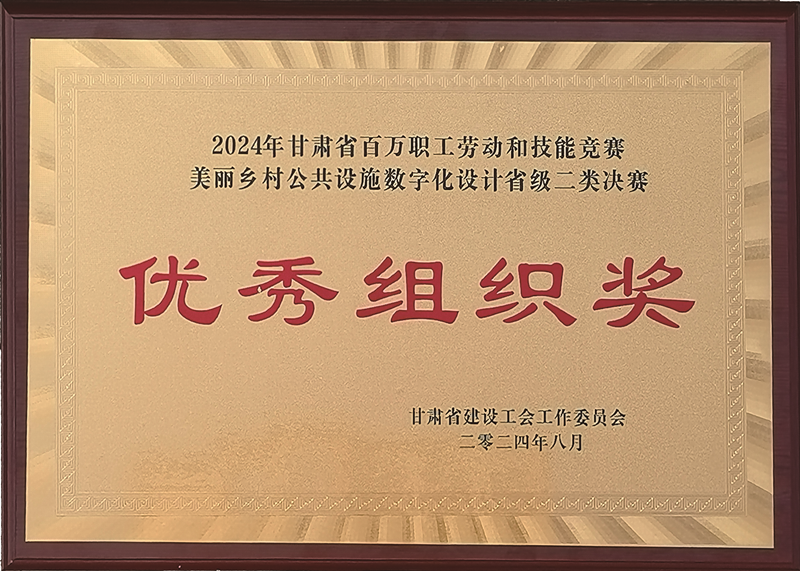 2024年甘肃省百万职工劳动和技能竞赛
美丽乡村公共设施数字化设计省级二类决赛
优秀组织奖
甘肃省建设工会工作委员会
二零二四年八月